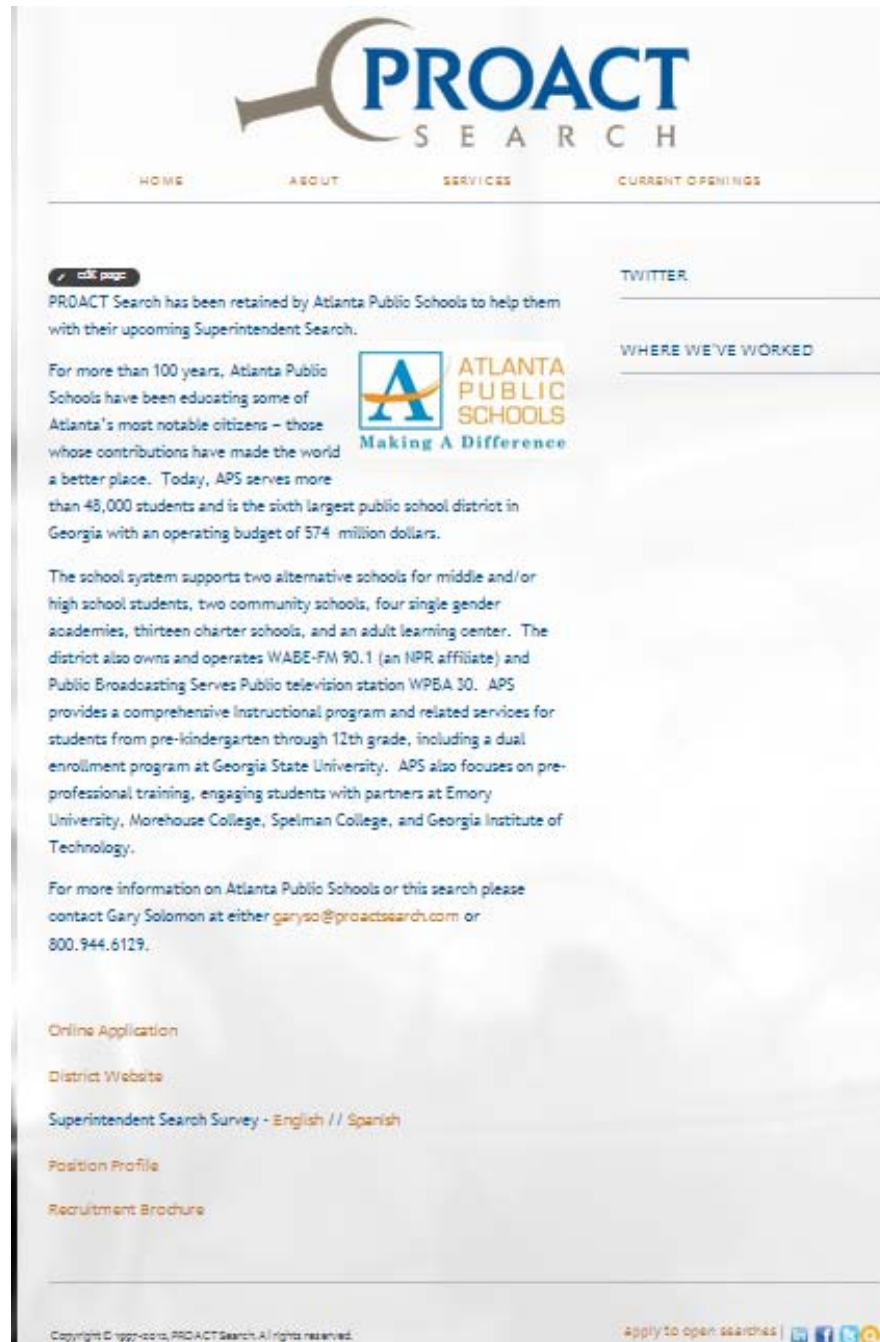 PROACT
SEARCH
HOME ABOUT SERVICES CURRENT OPENINGS
edit page
PROACT Search has been retained by Atlanta Public Schools to help them
with their upcoming Superintendent Search.
For more than 100 years, Atlanta Public
Schools have been educating some of
Atlanta's most notable citizens – those
whose contributions have made the world
a better place. Today, APS serves more
than 48,000 students and is the sixth largest public school district in
Georgia with an operating budget of 574 million dollars.
ATLANTA
PUBLIC
SCHOOLS
Making A Difference
The school system supports two alternative schools for middle and/or
high school students, two community schools, four single gender
academies, thirteen charter schools, and an adult learning center. The
district also owns and operates WABE-FM 90.1 (an NPR affiliate) and
Public Broadcasting Serves Public television station WPBA 30. APS
provides a comprehensive Instructional program and related services for
students from pre-kindergarten through 12th grade, including a dual
enrollment program at Georgia State University. APS also focuses on pre-
professional training, engaging students with partners at Emory
University, Morehouse College, Spelman College, and Georgia Institute of
Technology.
For more information on Atlanta Public Schools or this search please
contact Gary Solomon at either garyso@proactsearch.com or
800.944.6129.
Online Application
District Website
Superintendent Search Survey - English // Spanish
Position Profile
Recruitment Brochure
TWITTER
WHERE WE'VE WORKED
Copyright © 1997-2012, PROACT Search. All rights reserved.
apply to open searches |